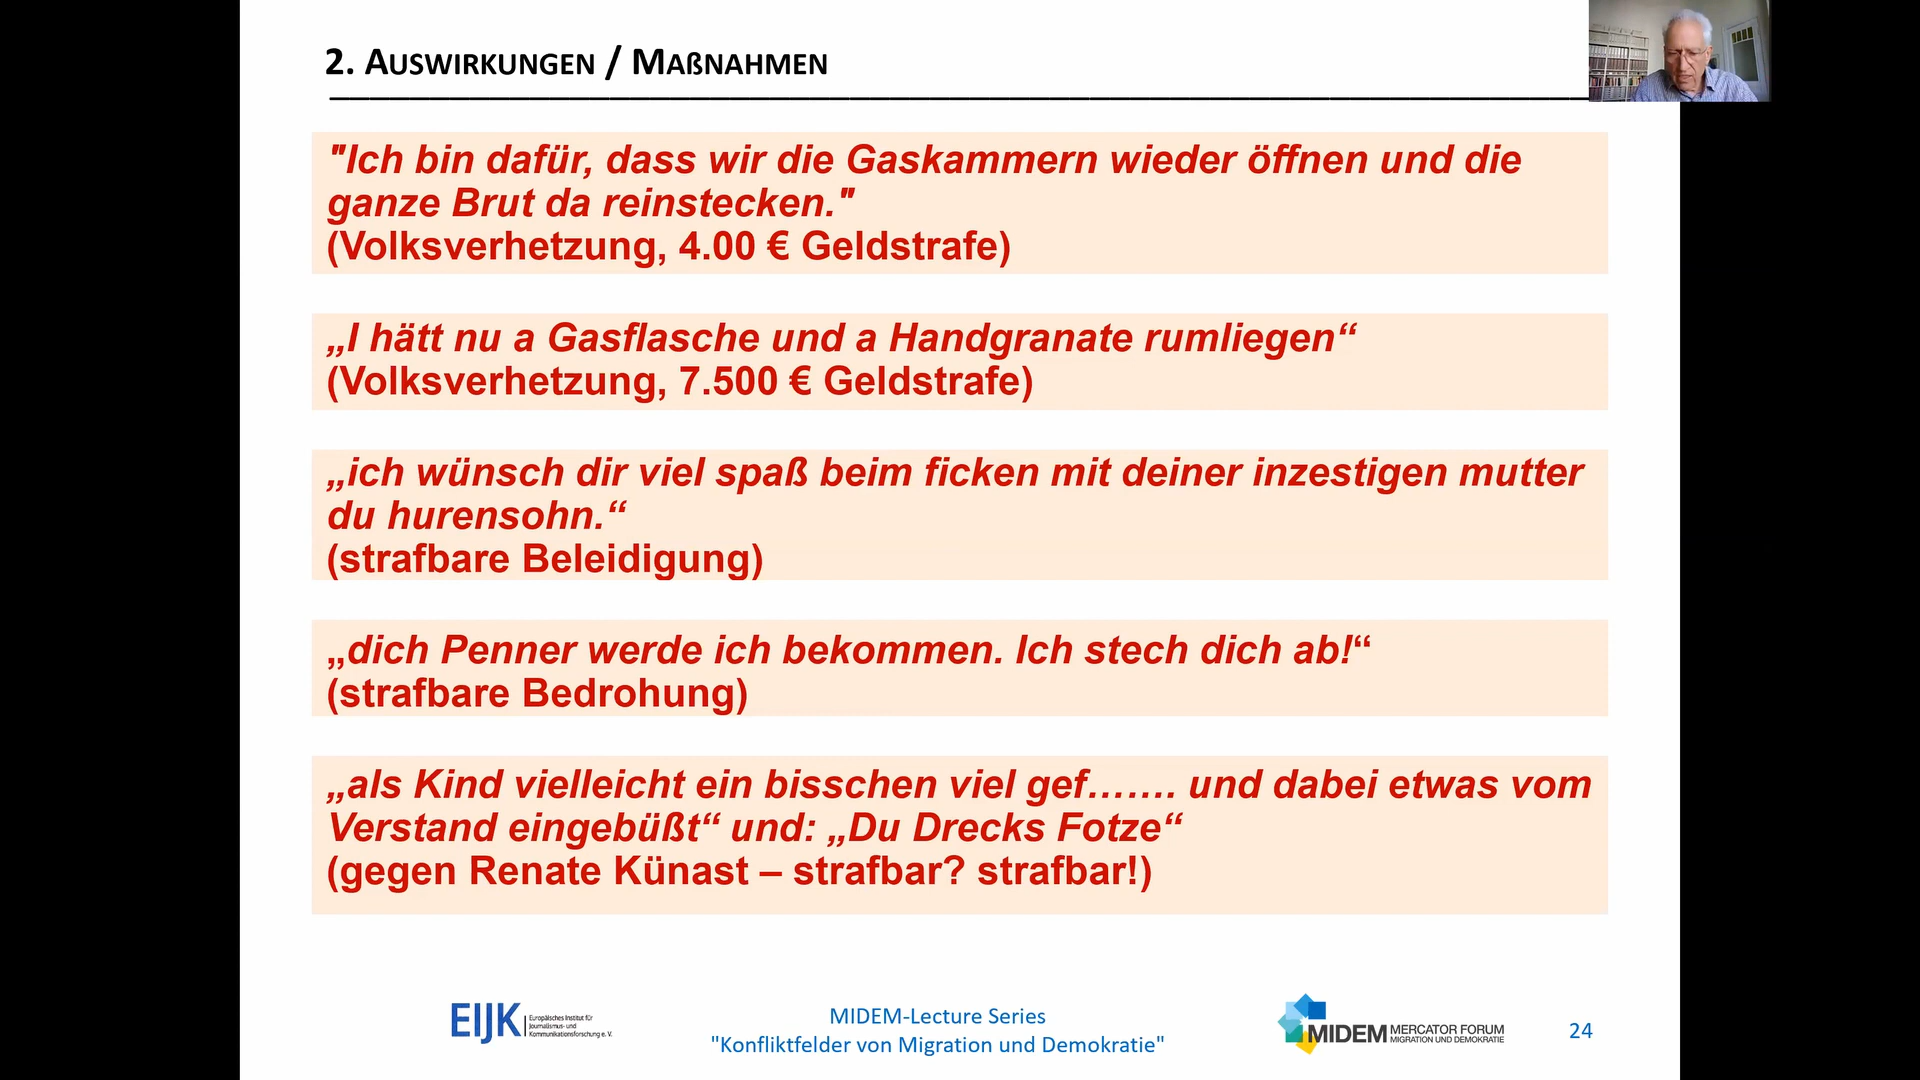 2. AUSWIRKUNGEN / MAßNAHMEN
"Ich bin dafür, dass wir die Gaskammern wieder öffnen und die
ganze Brut da reinstecken."
(Volksverhetzung, 4.00 € Geldstrafe)
„I hätt nu a Gasflasche und a Handgranate rumliegen“
(Volksverhetzung, 7.500 € Geldstrafe)
„ich wünsch dir viel spaß beim ficken mit deiner inzestigen mutter
du hurensohn.“
(strafbare Beleidigung)
„dich Penner werde ich bekommen. Ich stech dich ab!“
(strafbare Bedrohung)
„als Kind vielleicht ein bisschen viel gef……. und dabei etwas vom
Verstand eingebüßt“ und: „Du Drecks Fotze“
(gegen Renate Künast – strafbar? strafbar!)
EIJK
Europäisches Institut für
Journalismus- und
Kommunikationsforschung e. V.
MIDEM-Lecture Series
"Konfliktfelder von Migration und Demokratie"
MIDEM
MERCATOR FORUM
MIGRATION UND DEMOKRATIE
24